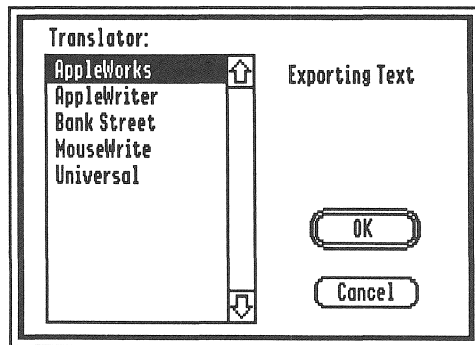 Translator:
AppleWorks
AppleWriter
Bank Street
MouseWrite
Universal
Exporting Text
OK
Cancel